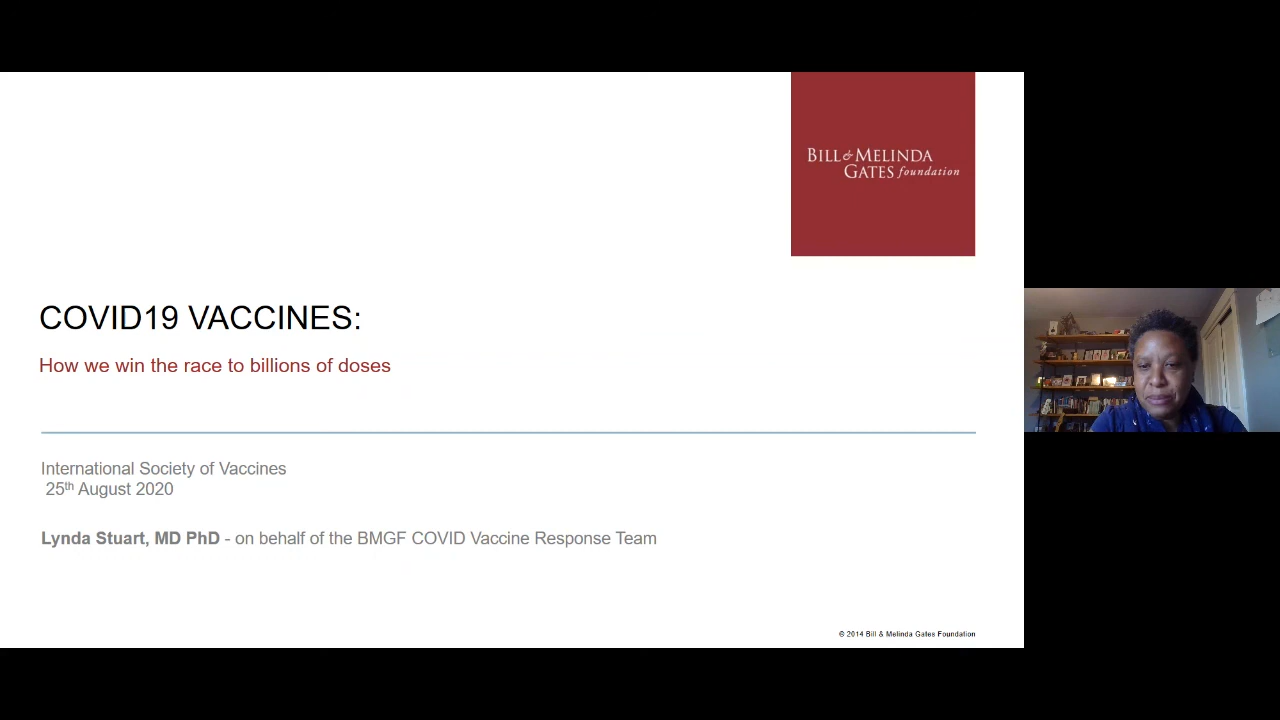 BILL & MELINDA
GATES foundation
COVID19 VACCINES:
How we win the race to billions of doses
International Society of Vaccines
25th August 2020
Lynda Stuart, MD PhD - on behalf of the BMGF COVID Vaccine Response Team
© 2014 Bill & Melinda Gates Foundation